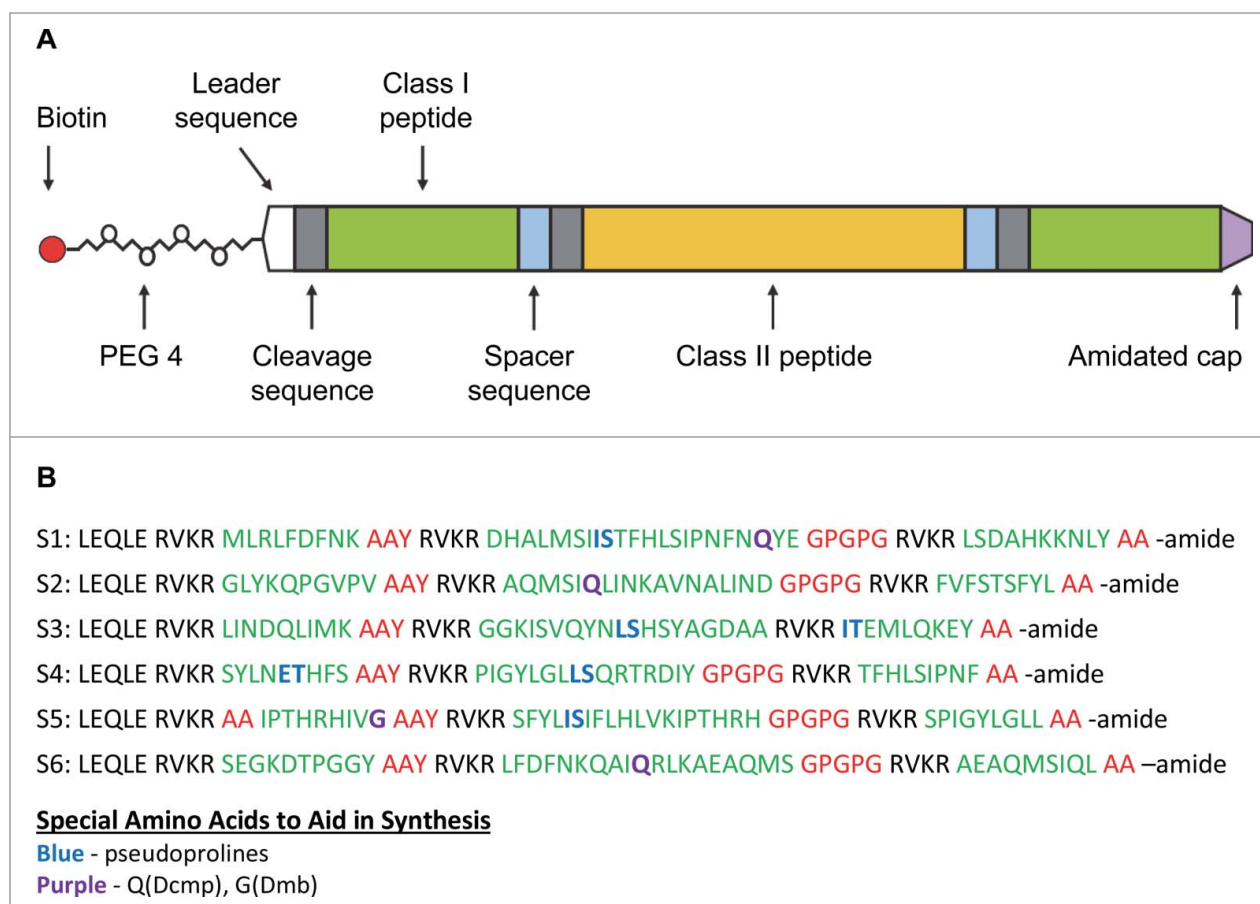 A
Biotin
Leader
sequence
Class I
peptide
PEG 4
Cleavage
sequence
Spacer
sequence
Class II peptide
Amidated cap
B
S1: LEQLE RVKR MLRLFDFNK AAY RVKR DHALMSIISTFHLSIPNFNQYE GPGPG RVKR LSDAHKKNLY AA -amide
S2: LEQLE RVKR GLYKQPGVPV AAY RVKR AQMSIQLINKAVNALIND GPGPG RVKR FVFSTSFYL AA -amide
S3: LEQLE RVKR LINDQLIMK AAY RVKR GGKISVQYNLSHSYAGDAA RVKR ITEMLQKEY AA -amide
S4: LEQLE RVKR SYLNETHFS AAY RVKR PIGYLGLLSQRTRDIY GPGPG RVKR TFHLSIPNF AA -amide
S5: LEQLE RVKR AA IPTHRHIVG AAY RVKR SFYLISIFLHLVKIPTHRH GPGPG RVKR SPIGYLGLL AA -amide
S6: LEQLE RVKR SEGKDTPGGY AAY RVKR LFDFNKQAIQRLKAEAQMS GPGPG RVKR AEAQMSIQL AA –amide
Special Amino Acids to Aid in Synthesis
Blue - pseudoprolines
Purple - Q(Dcmp), G(Dmb)